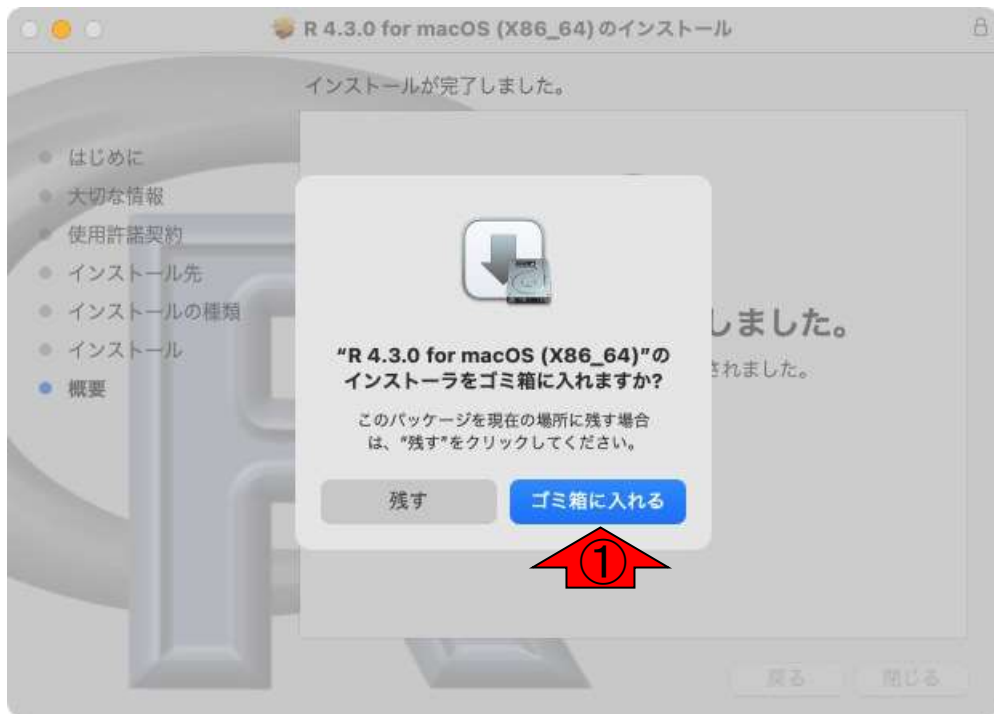 R 4.3.0 for macOS (X86_64) のインストール
インストールが完了しました。
はじめに
大切な情報
使用許諾契約
インストール先
インストールの種類
インストール
概要
しました。
されました。
“R 4.3.0 for macOS (X86_64)”の
インストーラをゴミ箱に入れますか?
このパッケージを現在の場所に残す場合
は、“残す”をクリックしてください。
残す
ゴミ箱に入れる
①
戻る
閉じる